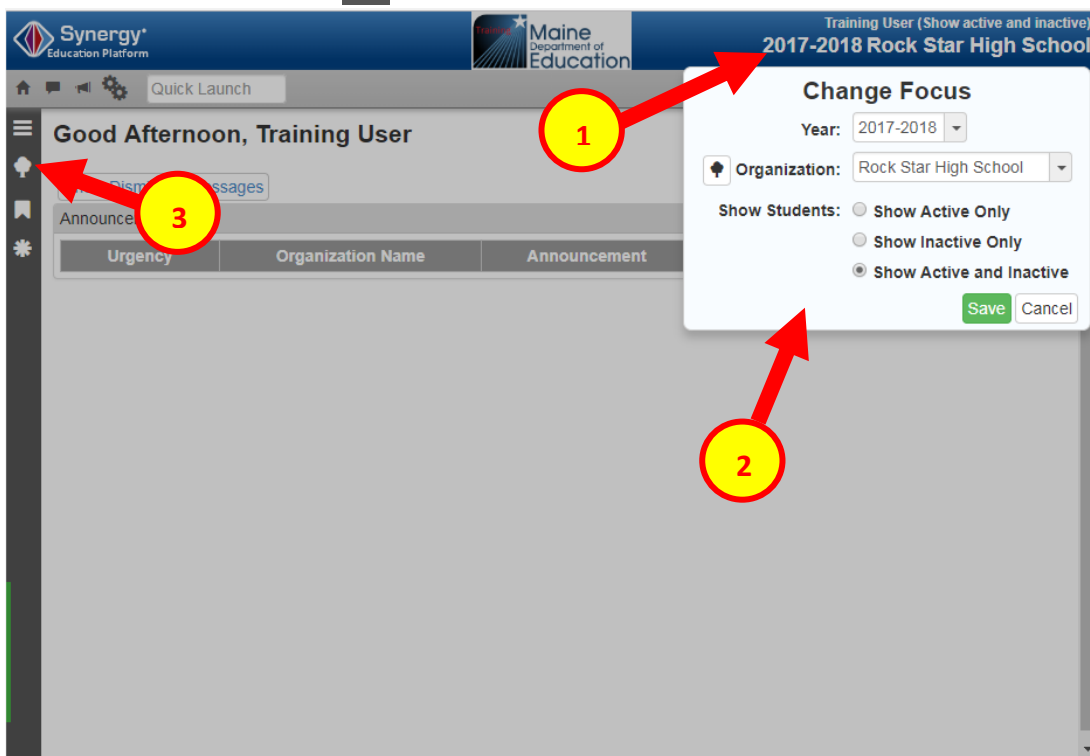 Synergy
Education Platform
Training
Maine
Department of
Education
Training User (Show active and inactive)
2017-2018 Rock Star High School
Quick Launch
Good Afternoon, Training User
Announce
Urgency
Organization Name
Announcement
Change Focus
Year: 2017-2018
Organization: Rock Star High School
Show Students: Show Active Only
Show Inactive Only
Show Active and Inactive
Save Cancel
1
2
3